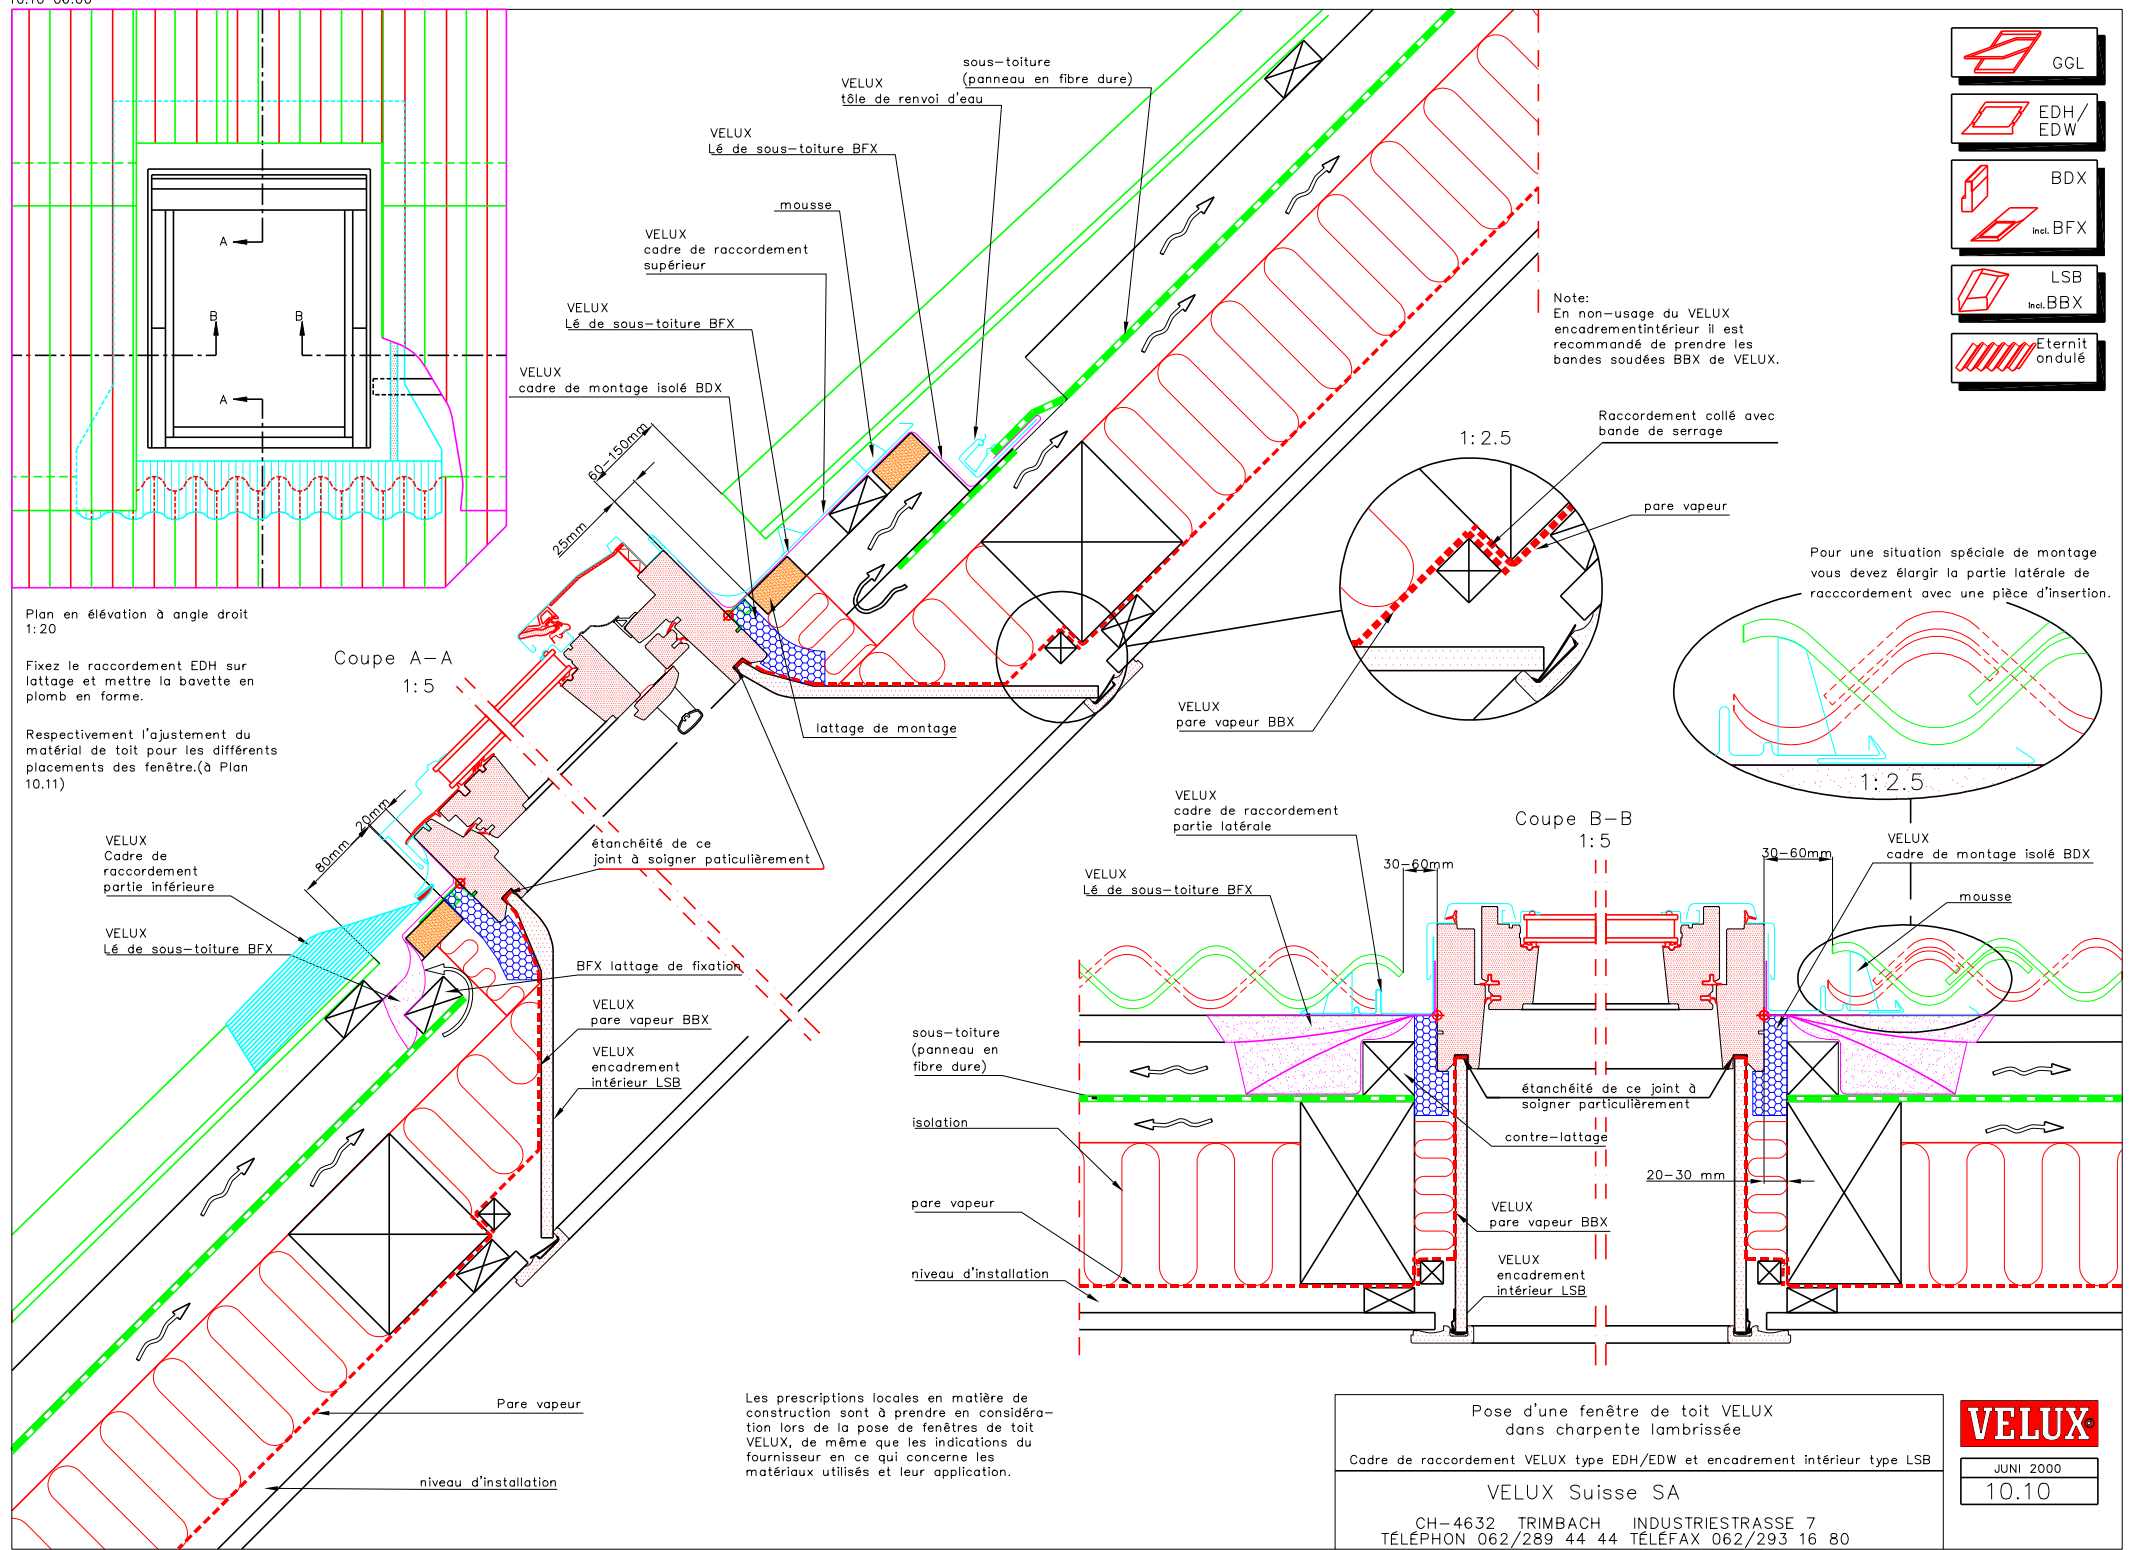 VELUX
tôle de renvoi d'eau
sous-toiture
(panneau en fibre dure)
VELUX
Lé de sous-toiture BFX
mousse
VELUX
cadre de raccordement
supérieur
VELUX
Lé de sous-toiture BFX
VELUX
cadre de montage isolé BDX
60-150mm
25mm
A
B
B
A
Plan en élévation à angle droit
1:20
Fixez le raccordement EDH sur
lattage et mettre la bavette en
plomb en forme.
Respectivement l'ajustement du
matérial de toit pour les différents
placements des fenêtre.(à Plan
10.11)
Coupe A-A
1:5
GGL
EDH/
EDW
BDX
incl. BFX
LSB
incl. BBX
Eternit
ondulé
Note:
En non-usage du VELUX
encadrementintérieur il est
recommandé de prendre les
bandes soudées BBX de VELUX.
1:2.5
Raccordement collé avec
bande de serrage
pare vapeur
VELUX
pare vapeur BBX
Pour une situation spéciale de montage
vous devez élargir la partie latérale de
racccordement avec une pièce d'insertion.
1:2.5
lattage de montage
20mm
80mm
VELUX
Cadre de
raccordement
partie inférieure
VELUX
Lé de sous-toiture BFX
étanchéité de ce
joint à soigner paticulièrement
BFX lattage de fixation
VELUX
pare vapeur BBX
VELUX
encadrement
intérieur LSB
Pare vapeur
niveau d'installation
Coupe B-B
1:5
VELUX
cadre de raccordement
partie latérale
30-60mm
30-60mm
VELUX
cadre de montage isolé BDX
VELUX
Lé de sous-toiture BFX
mousse
sous-toiture
(panneau en
fibre dure)
étanchéité de ce joint à
soigner particulièrement
isolation
contre-lattage
20-30 mm
pare vapeur
VELUX
pare vapeur BBX
niveau d'installation
VELUX
encadrement
intérieur LSB
Les prescriptions locales en matière de
construction sont à prendre en considéra-
tion lors de la pose de fenêtres de toit
VELUX, de même que les indications du
fournisseur en ce qui concerne les
matériaux utilisés et leur application.
Pose d'une fenêtre de toit VELUX
dans charpente lambrissée
Cadre de raccordement VELUX type EDH/EDW et encadrement intérieur type LSB
VELUX Suisse SA
CH-4632 TRIMBACH INDUSTRIESTRASSE 7
TÉLÉPHON 062/289 44 44 TÉLÉFAX 062/293 16 80
VELUX®
JUNI 2000
10.10